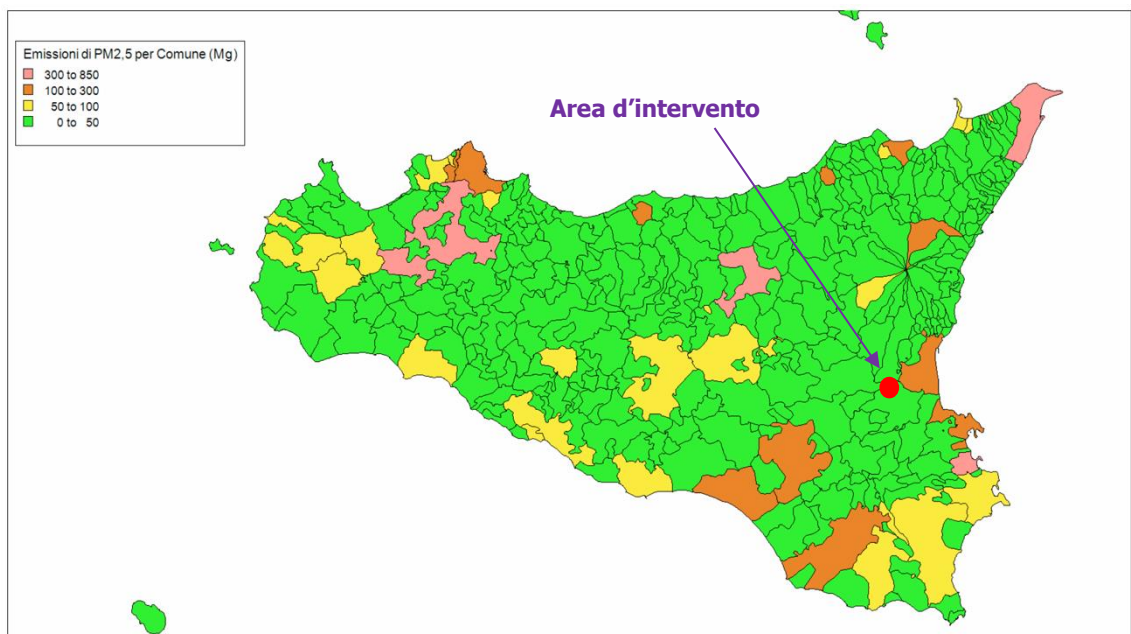 Emissioni di PM2,5 per Comune (Mg)
300 to 850
100 to 300
50 to 100
0 to 50
Area d’intervento